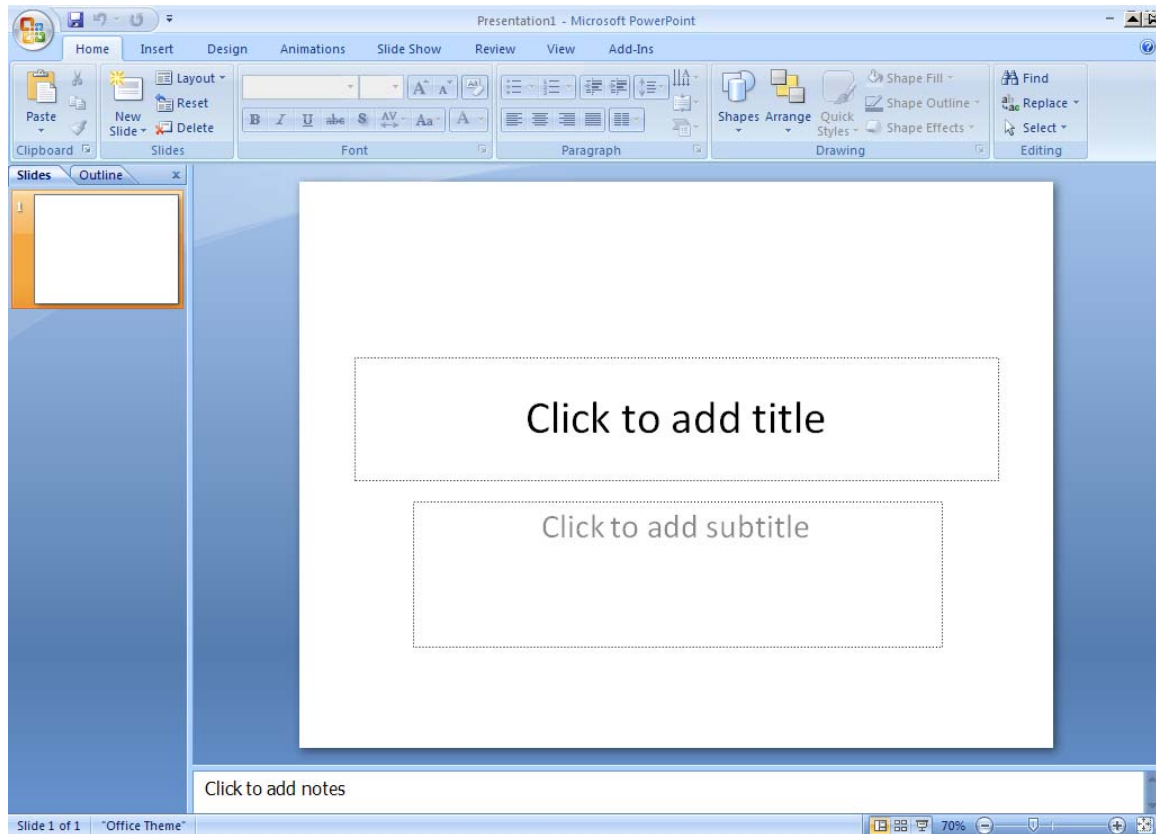 Presentation1 - Microsoft PowerPoint
Home Insert Design Animations Slide Show Review View Add-Ins
Paste
New Slide
Layout
Reset
Delete
B I U abc S AV Aa A
A A
Shapes Arrange Quick Styles
Shape Fill
Shape Outline
Shape Effects
Find
Replace
Select
Clipboard Slides Font Paragraph Drawing Editing
Slides Outline x
1
Click to add title
Click to add subtitle
Click to add notes
Slide 1 of 1 "Office Theme" 70%